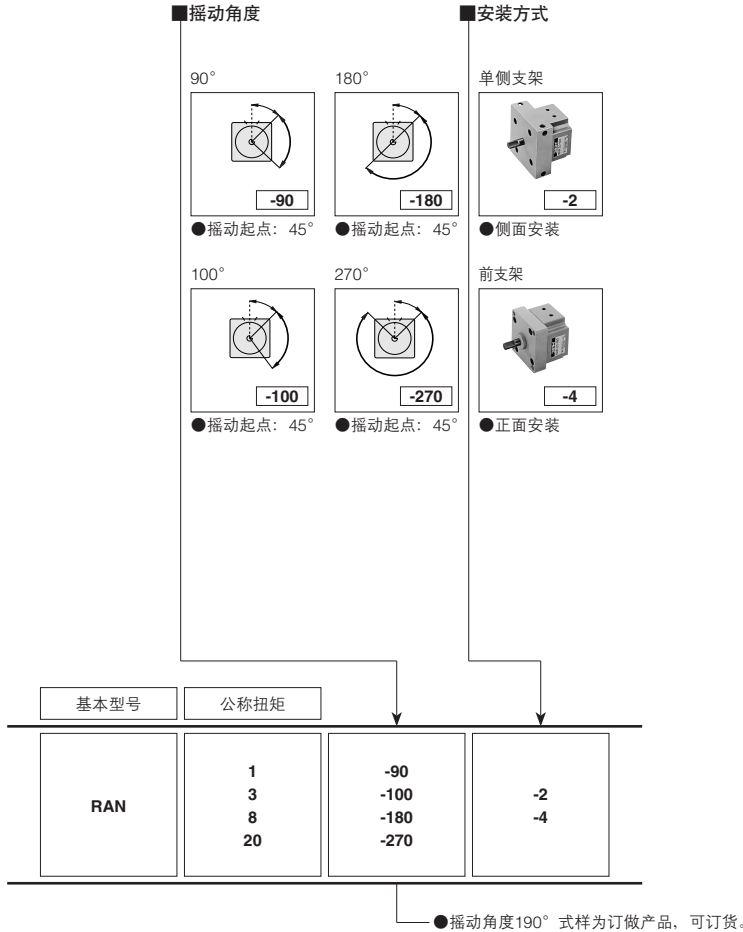 ■摇动角度
■安装方式
90°
180°
单侧支架
-90
-180
-2
●摇动起点：45°
●摇动起点：45°
●侧面安装
100°
270°
前支架
-100
-270
-4
●摇动起点：45°
●摇动起点：45°
●正面安装
基本型号
公称扭矩
RAN
1
3
8
20
-90
-100
-180
-270
-2
-4
●摇动角度190°式样为订做产品，可订货。